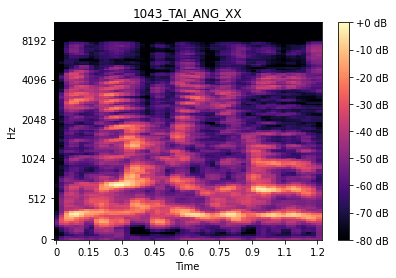 1043_TAI_ANG_XX
Hz
8192
4096
2048
1024
512
0
0 0.15 0.3 0.45 0.6 0.75 0.9 1.1 1.2
Time
+0 dB
-10 dB
-20 dB
-30 dB
-40 dB
-50 dB
-60 dB
-70 dB
-80 dB